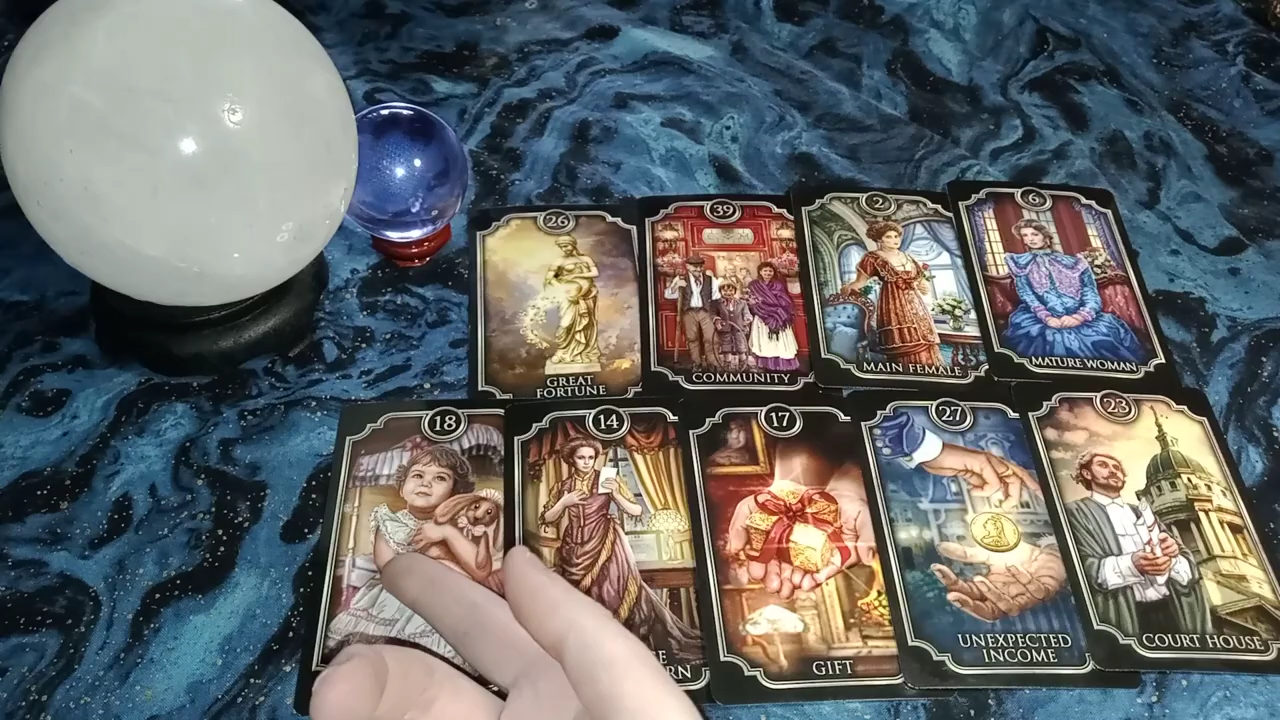 26
GREAT
FORTUNE
39
COMMUNITY
2
MAIN FEMALE
6
MATURE WOMAN
18
14
17
GIFT
27
UNEXPECTED
INCOME
23
COURT HOUSE